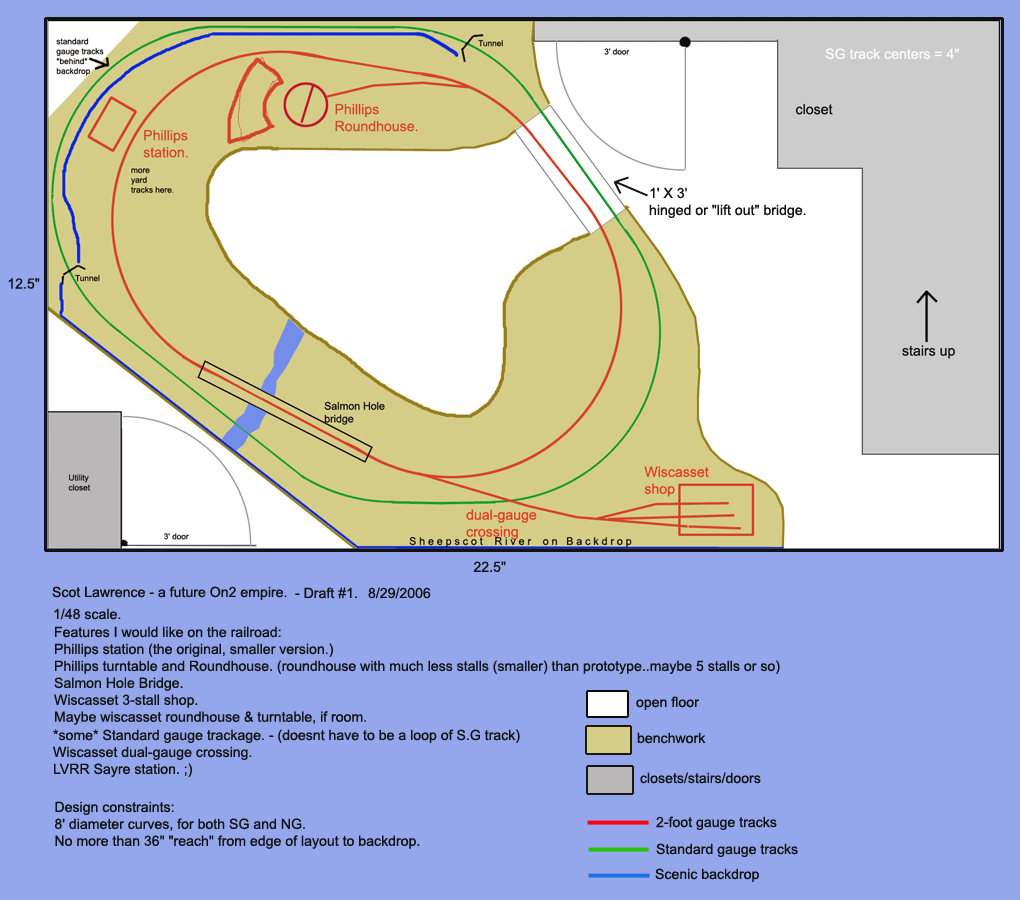 standard
gauge tracks
"behind"
backdrop
Tunnel
3' door
SG track centers = 4"
closet
Phillips
Roundhouse.
Phillips
station.
more
yard
tracks here.
1' X 3'
hinged or "lift out" bridge.
Tunnel
12.5"
stairs up
Salmon Hole
bridge
Utility
closet
Wiscasset
shop
dual-gauge
crossing
3' door
Sheepscot River on Backdrop
22.5"
Scot Lawrence - a future On2 empire. - Draft #1. 8/29/2006
1/48 scale.
Features I would like on the railroad:
Phillips station (the original, smaller version.)
Phillips turntable and Roundhouse. (roundhouse with much less stalls (smaller) than prototype..maybe 5 stalls or so)
Salmon Hole Bridge.
Wiscasset 3-stall shop.
Maybe wiscasset roundhouse & turntable, if room.
*some* Standard gauge trackage. - (doesnt have to be a loop of S.G track)
Wiscasset dual-gauge crossing.
LVRR Sayre station. ;)
Design constraints:
8' diameter curves, for both SG and NG.
No more than 36" "reach" from edge of layout to backdrop.
open floor
benchwork
closets/stairs/doors
2-foot gauge tracks
Standard gauge tracks
Scenic backdrop